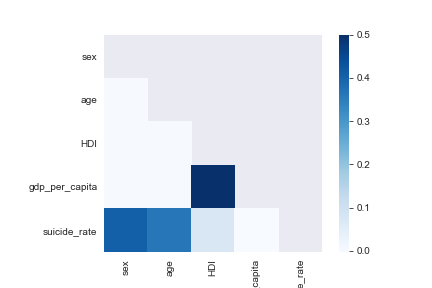 sex
age
HDI
gdp_per_capita
suicide_rate
sex
age
HDI
capita
e_rate
0.5
0.4
0.3
0.2
0.1
0.0